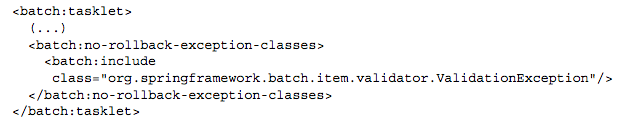 <batch:tasklet>
(...)
<batch:no-rollback-exception-classes>
<batch:include
class="org.springframework.batch.item.validator.ValidationException"/>
</batch:no-rollback-exception-classes>
</batch:tasklet>